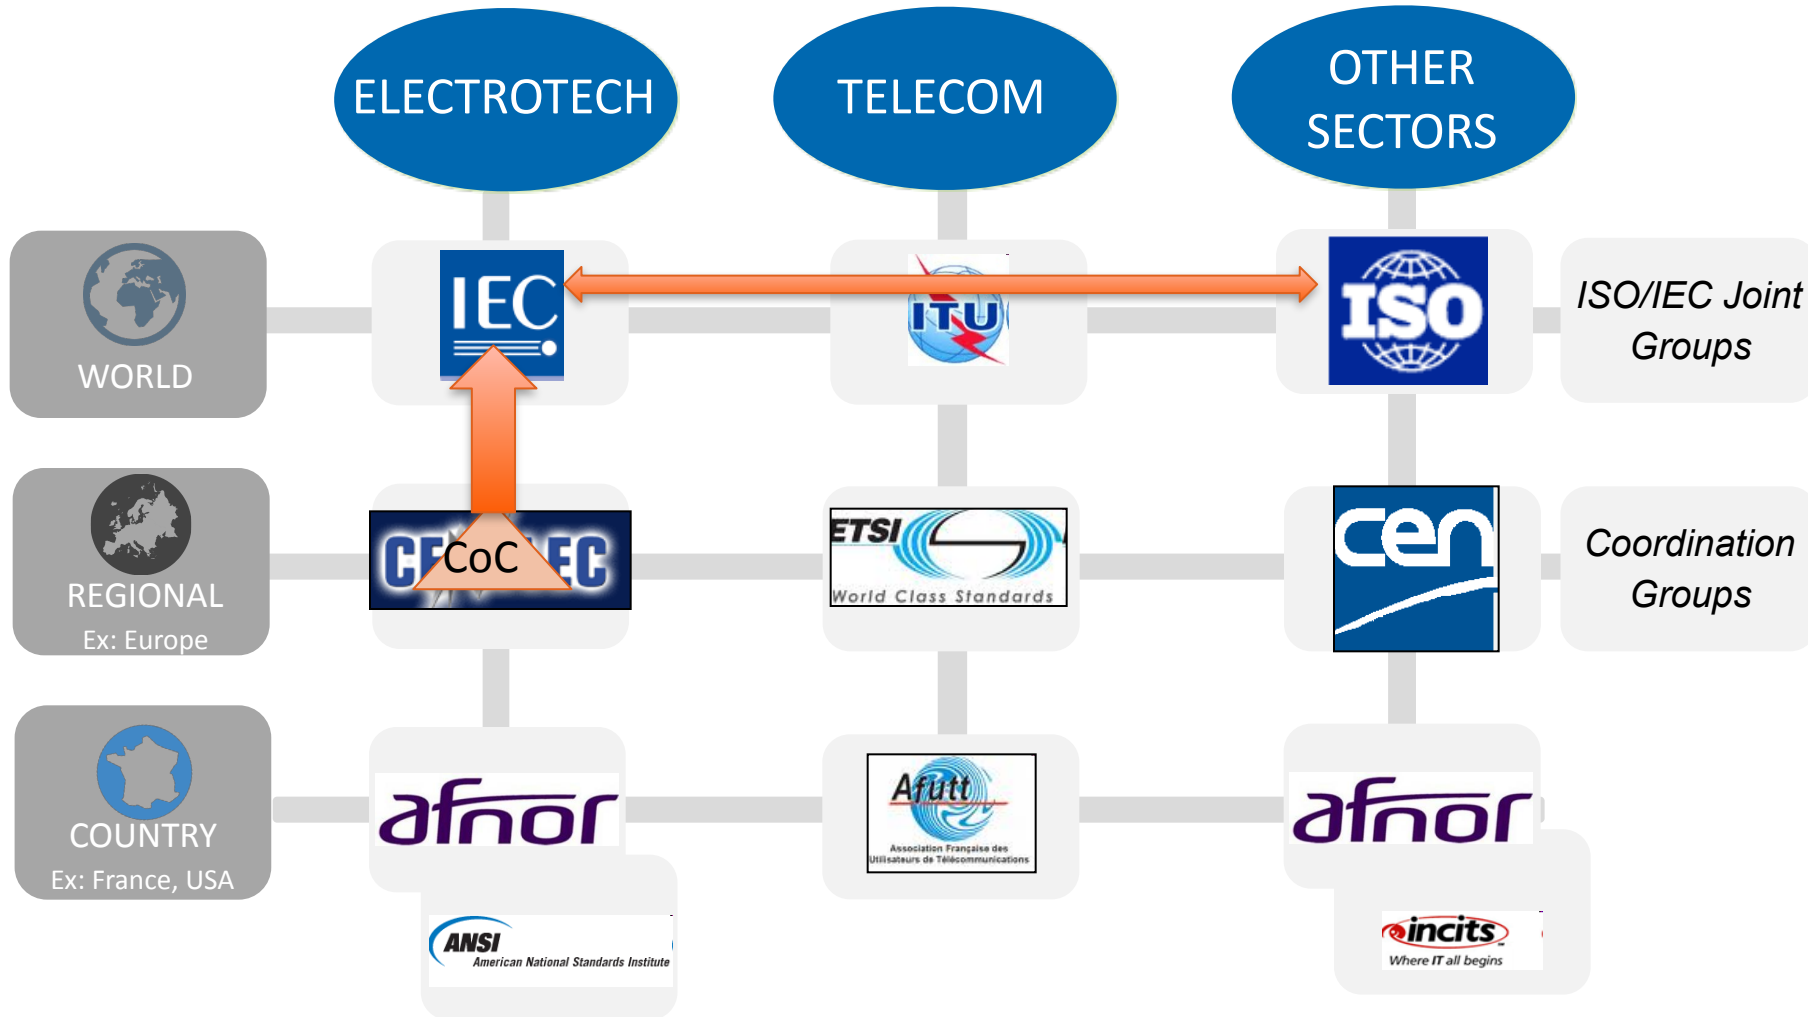 ELECTROTECH
TELECOM
OTHER
SECTORS
WORLD
IEC
ITU
ISO
ISO/IEC Joint
Groups
REGIONAL
Ex: Europe
CoC
ETSI
World Class Standards
cen
Coordination
Groups
COUNTRY
Ex: France, USA
afnor
Afutt
Association Française des
Utilisateurs de Télécommunications
afnor
ANSI
American National Standards Institute
incits
Where IT all begins